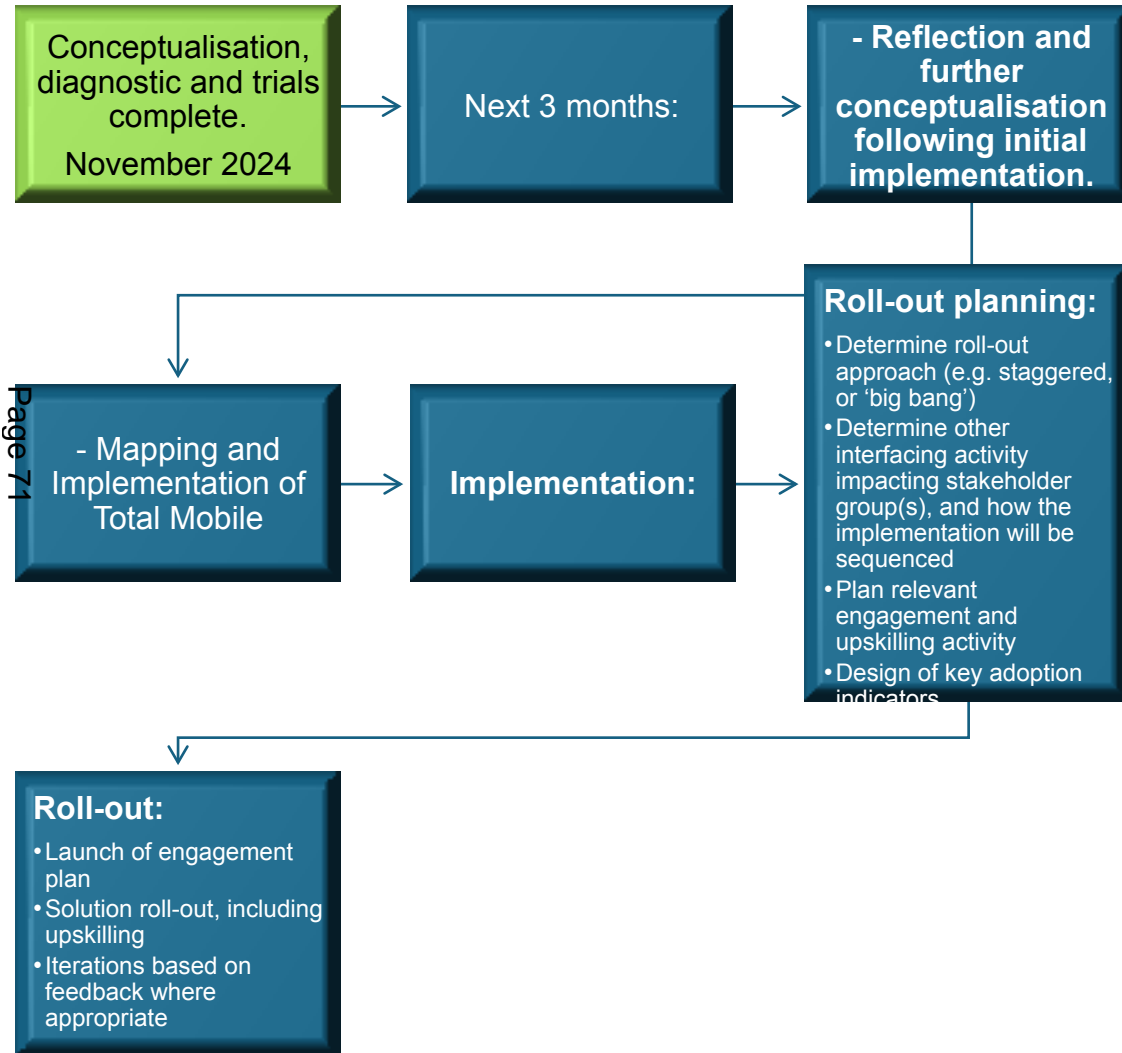 Conceptualisation,
diagnostic and trials
complete.
November 2024
Next 3 months:
- Reflection and
further
conceptualisation
following initial
implementation.
- Mapping and
Implementation of
Total Mobile
Implementation:
Roll-out planning:
•Determine roll-out
approach (e.g. staggered,
or ‘big bang’)
•Determine other
interfacing activity
impacting stakeholder
group(s), and how the
implementation will be
sequenced
•Plan relevant
engagement and
upskilling activity
•Design of key adoption
indicators
Roll-out:
•Launch of engagement
plan
•Solution roll-out, including
upskilling
•Iterations based on
feedback where
appropriate
Page 71